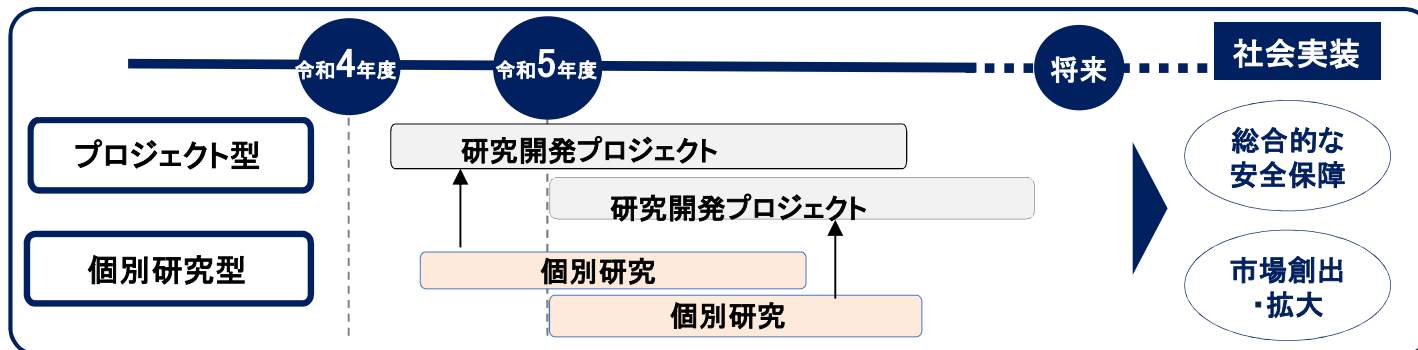 令和4年度
令和5年度
将来
社会実装
プロジェクト型
研究開発プロジェクト
研究開発プロジェクト
総合的な
安全保障
個別研究型
個別研究
個別研究
市場創出
・拡大